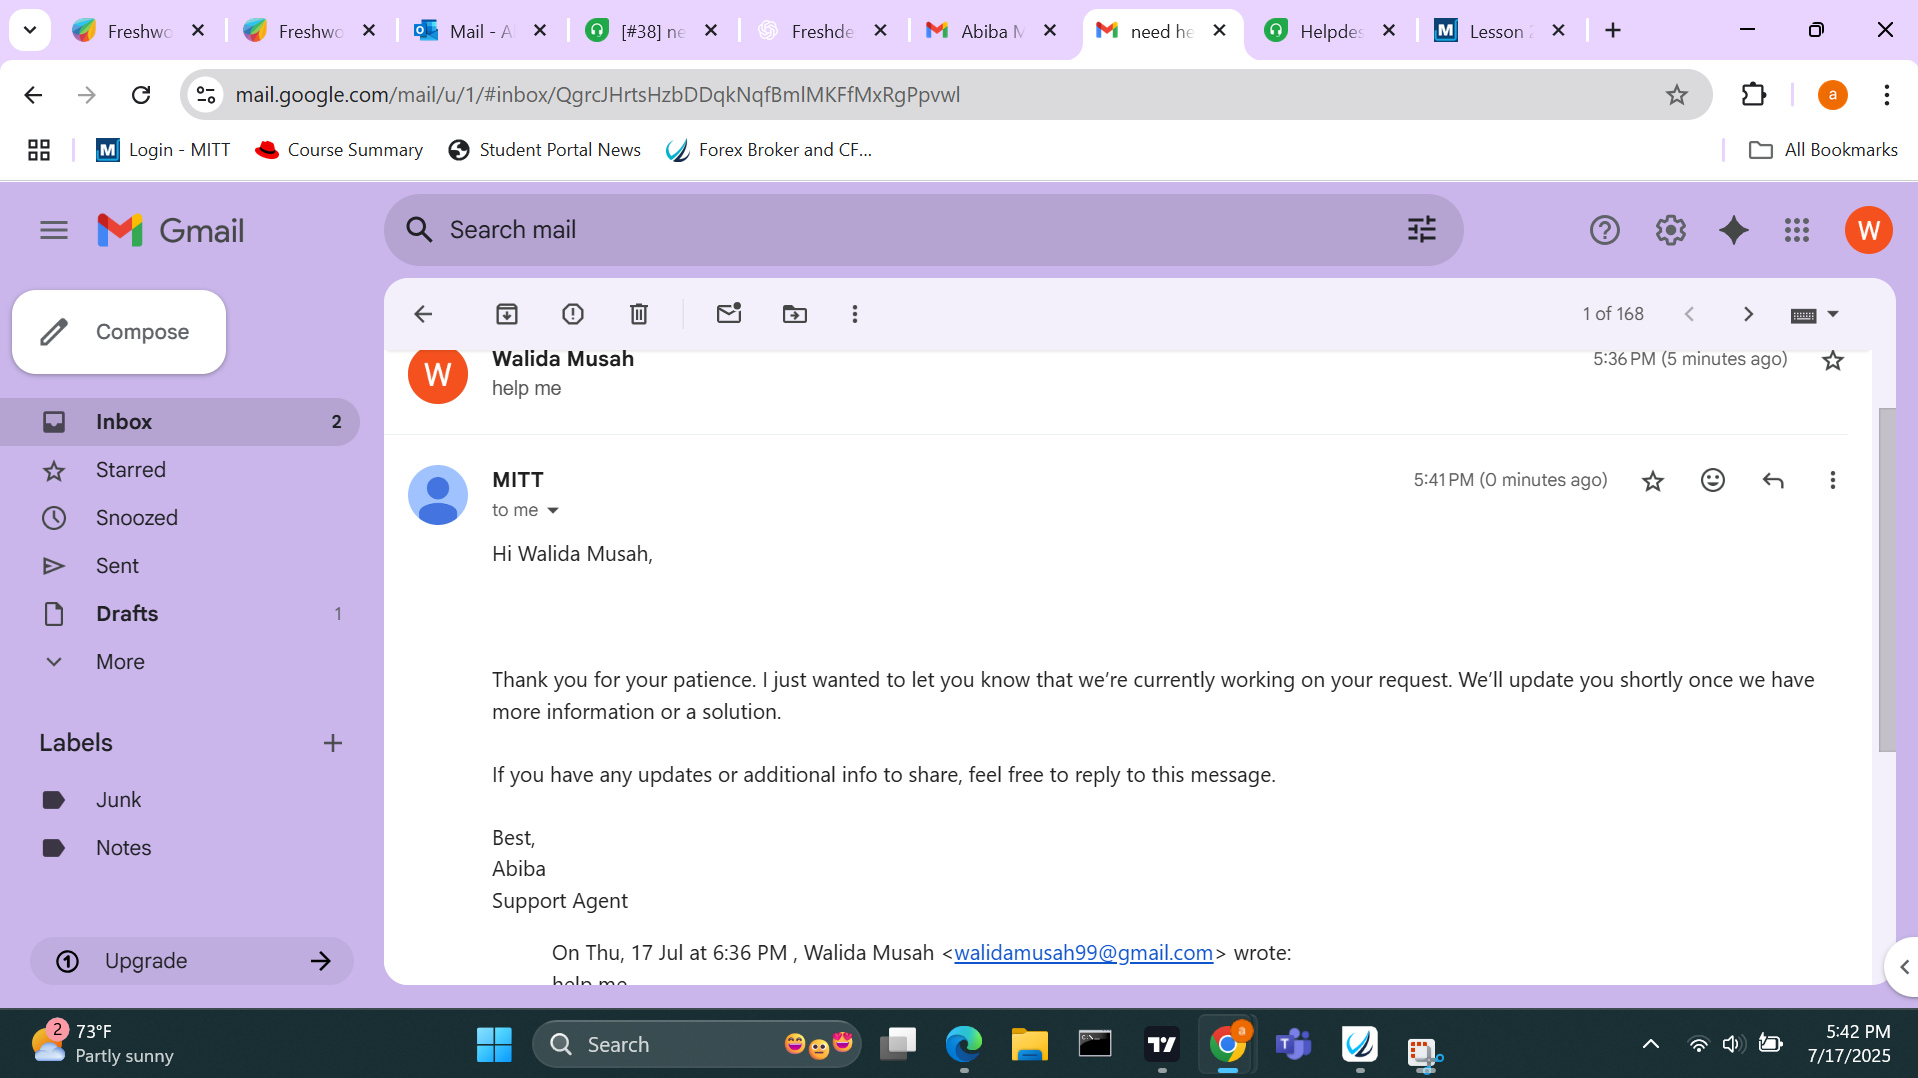 Freshwo
Freshwo
Mail - A
[#38] ne
Freshde
Abiba M
need he
Helpdes
Lesson 2
mail.google.com/mail/u/1/#inbox/QgrcJHrtsHzbDDqkNqfBmlMKFfMxRgPpvwl
a
Login - MITT
Course Summary
Student Portal News
Forex Broker and CF...
All Bookmarks
Gmail
Search mail
W
Compose
1 of 168
W
Walida Musah
5:36 PM (5 minutes ago)
help me
Inbox 2
Starred
Snoozed
Sent
Drafts 1
More
Labels
Junk
Notes
Upgrade
MITT
5:41 PM (0 minutes ago)
to me
Hi Walida Musah,
Thank you for your patience. I just wanted to let you know that we’re currently working on your request. We’ll update you shortly once we have
more information or a solution.
If you have any updates or additional info to share, feel free to reply to this message.
Best,
Abiba
Support Agent
On Thu, 17 Jul at 6:36 PM , Walida Musah <walidamusah99@gmail.com> wrote:
help me
2
73°F
Partly sunny
Search
a
5:42 PM
7/17/2025